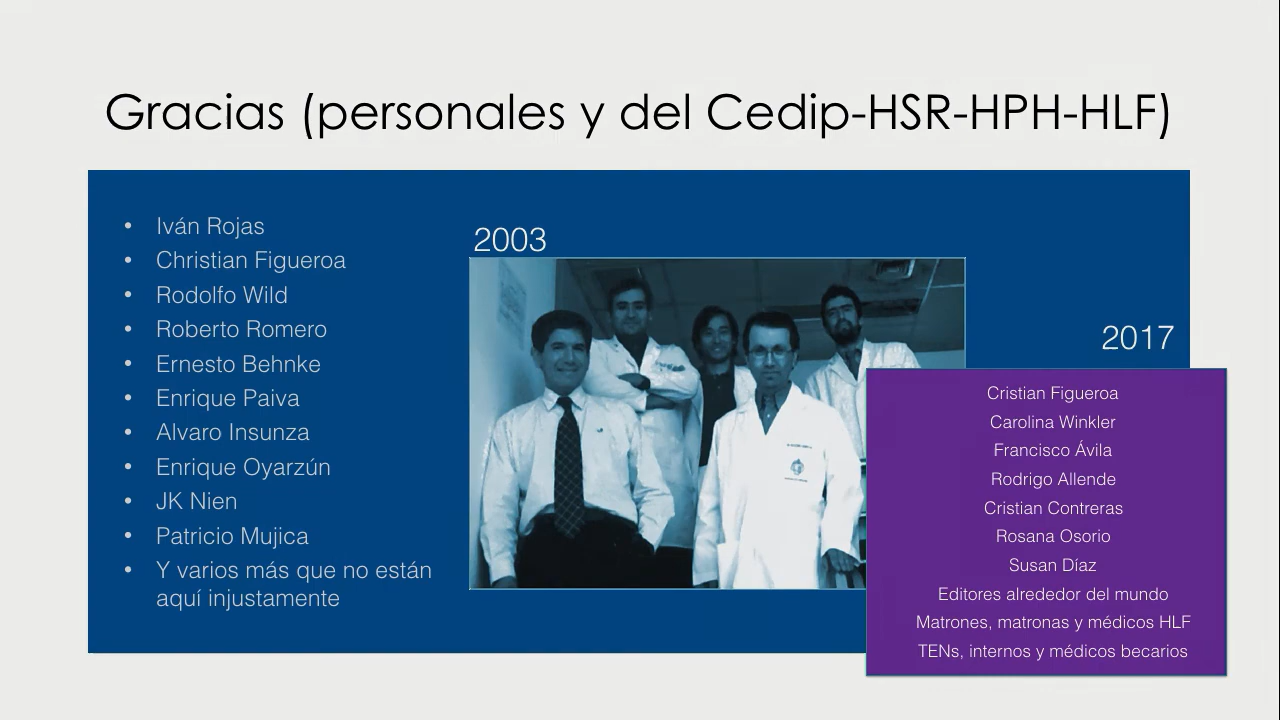 Gracias (personales y del Cedip-HSR-HPH-HLF)
• Iván Rojas
• Christian Figueroa
• Rodolfo Wild
• Roberto Romero
• Ernesto Behnke
• Enrique Paiva
• Alvaro Insunza
• Enrique Oyarzún
• JK Nien
• Patricio Mujica
• Y varios más que no están
aquí injustamente
2003
2017
Cristian Figueroa
Carolina Winkler
Francisco Ávila
Rodrigo Allende
Cristian Contreras
Rosana Osorio
Susan Díaz
Editores alrededor del mundo
Matrones, matronas y médicos HLF
TENs, internos y médicos becarios